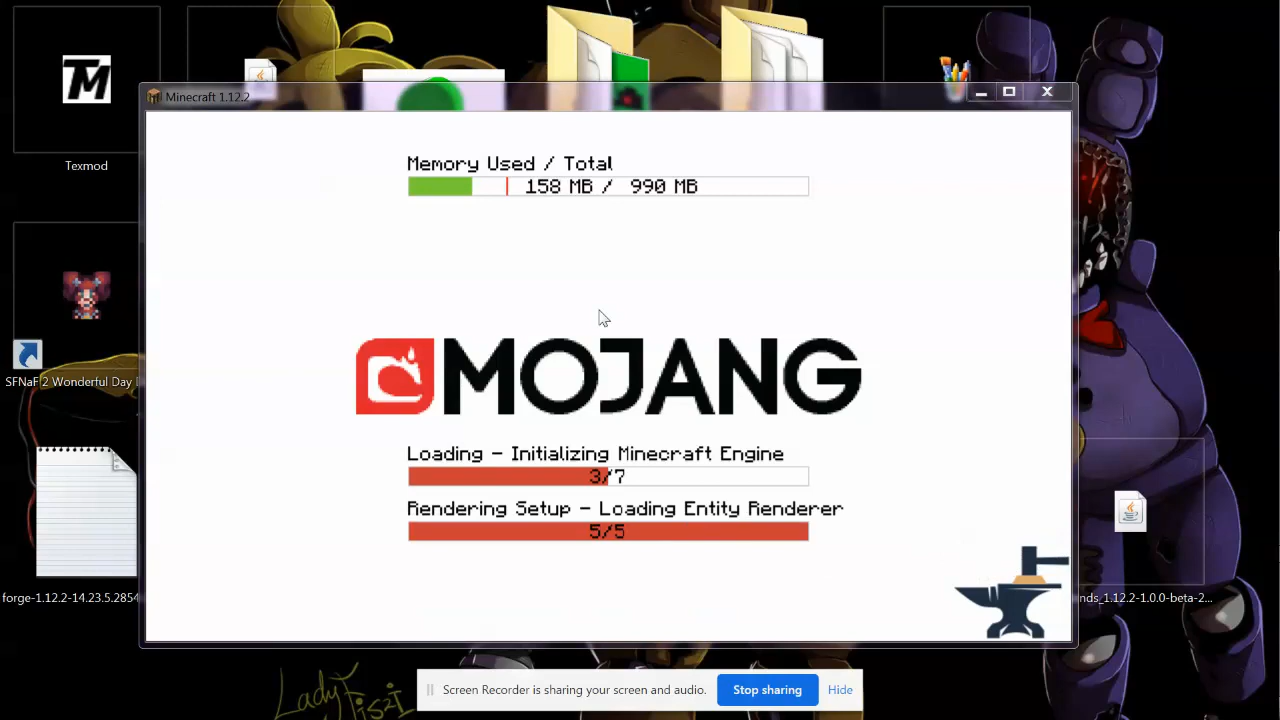 TM
Texmod
Minecraft 1.12.2
Memory Used / Total
158 MB / 990 MB
MOJANG
Loading - Initializing Minecraft Engine
3/7
Rendering Setup - Loading Entity Renderer
5/5
SFNaF 2 Wonderful Day
forge-1.12.2-14.23.5.2854
nds_1.12.2-1.0.0-beta-2...
Screen Recorder is sharing your screen and audio.
Stop sharing
Hide
Lady